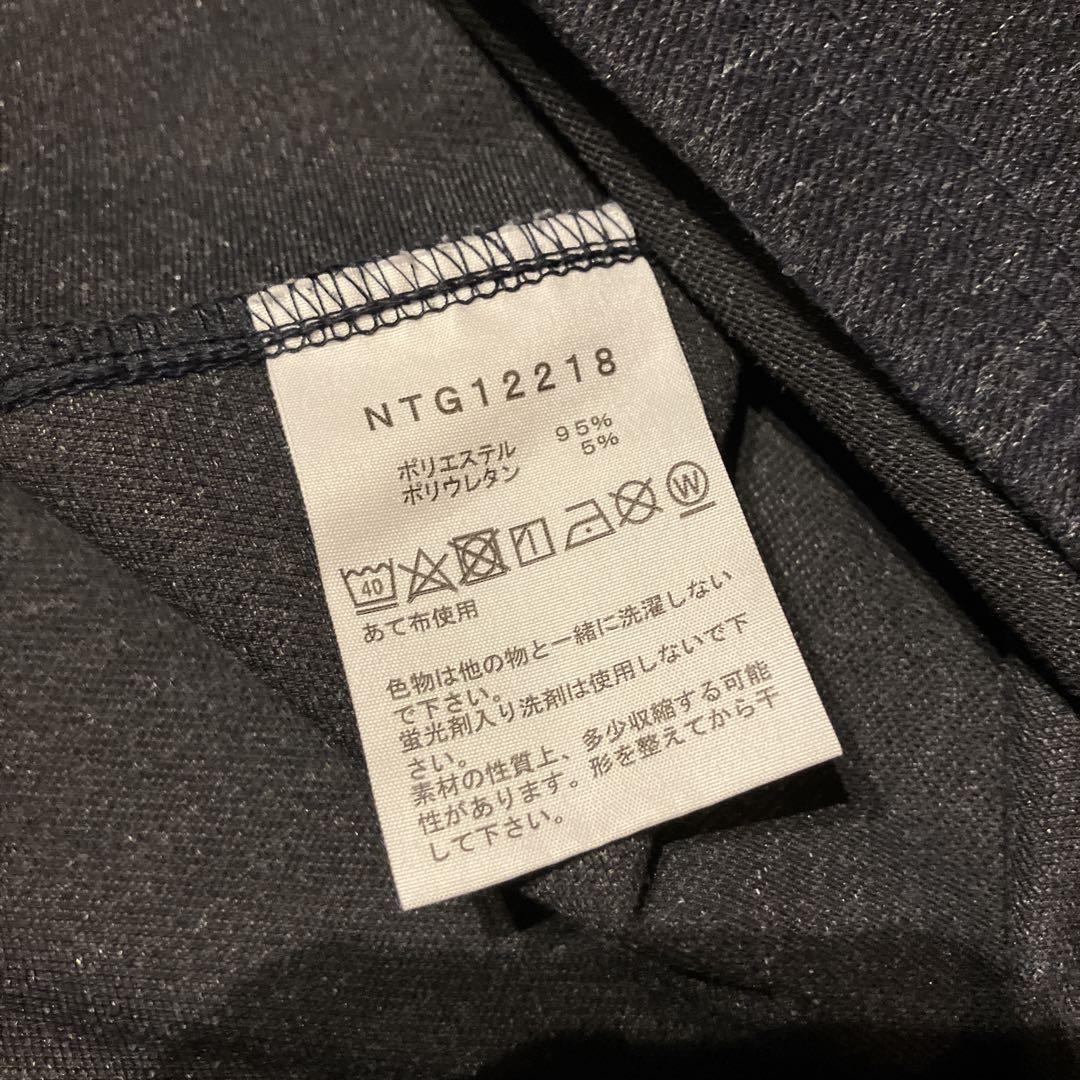 NTG12218
ポリエステル 95%
ポリウレタン 5%
40 W
あて布使用
色物は他の物と一緒に洗濯しない
で下さい。
蛍光剤入り洗剤は使用しないで下
さい。
素材の性質上、多少収縮する可能
性があります。形を整えてから干
して下さい。